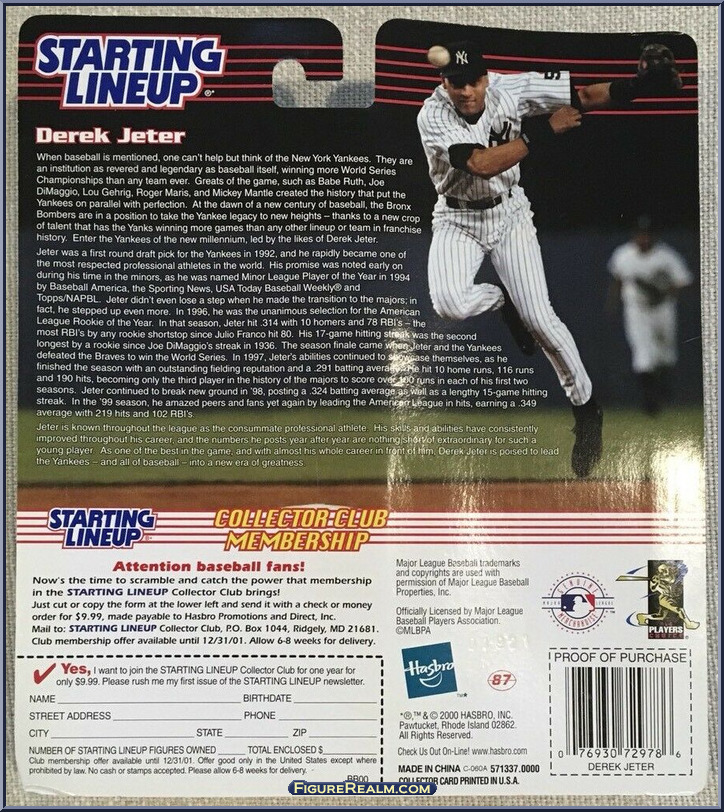 STARTING
LINEUP®
Derek Jeter
When baseball is mentioned, one can't help but think of the New York Yankees. They are
an institution as revered and legendary as baseball itself, winning more World Series
Championships than any team ever. Greats of the game, such as Babe Ruth, Joe
DiMaggio, Lou Gehrig, Roger Maris, and Mickey Mantle created the history that put the
Yankees on parallel with perfection. At the dawn of a new century of baseball, the Bronx
Bombers are in a position to take the Yankee legacy to new heights – thanks to a new crop
of talent that has the Yanks winning more games than any other lineup or team in franchise
history. Enter the Yankees of the new millennium, led by the likes of Derek Jeter.
Jeter was a first round draft pick for the Yankees in 1992, and he rapidly became one of
the most respected professional athletes in the world. His promise was noted early on
during his time in the minors, as he was named Minor League Player of the Year in 1994
by Baseball America, the Sporting News, USA Today Baseball Weekly® and
Topps/NAPBL. Jeter didn't even lose a step when he made the transition to the majors; in
fact, he stepped up even more. In 1996, he was the unanimous selection for the American
League Rookie of the Year. In that season, Jeter hit .314 with 10 homers and 78 RBI's – the
most RBI's by any rookie shortstop since Julio Franco hit 80. His 17-game hitting streak was the second
longest by a rookie since Joe DiMaggio's streak in 1936. The season finale came when Jeter and the Yankees
defeated the Braves to win the World Series. In 1997, Jeter's abilities continued to showcase themselves, as he
finished the season with an outstanding fielding reputation and a .291 batting average. He hit 10 home runs, 116 runs
and 190 hits, becoming only the third player in the history of the majors to score over 100 runs in each of his first two
seasons. Jeter continued to break new ground in '98, posting a .324 batting average as well as a lengthy 15-game hitting
streak. In the '99 season, he amazed peers and fans yet again by leading the American League in hits, earning a .349
average with 219 hits and 102 RBI's.
Jeter is known throughout the league as the consummate professional athlete. His skills and abilities have consistently
improved throughout his career, and the numbers he posts year after year are nothing short of extraordinary for such a
young player. As one of the best in the game, and with almost his whole career in front of him, Derek Jeter is poised to lead
the Yankees – and all of baseball – into a new era of greatness.
STARTING
LINEUP®
COLLECTOR CLUB
MEMBERSHIP
Attention baseball fans!
Now's the time to scramble and catch the power that membership
in the STARTING LINEUP Collector Club brings!
Just cut or copy the form at the lower left and send it with a check or money
order for $9.99, made payable to Hasbro Promotions and Direct, Inc.
Mail to: STARTING LINEUP Collector Club, P.O. Box 1044, Ridgely, MD 21681.
Club membership offer available until 12/31/01. Allow 6-8 weeks for delivery.
Yes, I want to join the STARTING LINEUP Collector Club for one year for
only $9.99. Please rush me my first issue of the STARTING LINEUP newsletter.
NAME BIRTHDATE
STREET ADDRESS PHONE
CITY STATE ZIP
NUMBER OF STARTING LINEUP FIGURES OWNED TOTAL ENCLOSED $
Club membership offer available until 12/31/01. Offer good only in the United States except where
prohibited by law. No cash or stamps accepted. Please allow 6-8 weeks for delivery.
BB00
Major League Baseball trademarks
and copyrights are used with
permission of Major League Baseball
Properties, Inc.
Officially Licensed by Major League
Baseball Players Association.
©MLBPA
GENUINE
MAJOR LEAGUE
MERCHANDISE
PLAYERS
CHOICE
Hasbro
™
87
*®,™ & © 2000 HASBRO, INC.
Pawtucket, Rhode Island 02862.
All Rights Reserved.
Check Us Out On-Line! www.hasbro.com
MADE IN CHINA C-060A 571337.0000
COLLECTOR CARD PRINTED IN U.S.A.
PROOF OF PURCHASE
0 76930 72978 6
DEREK JETER
FIGUREREALM.COM